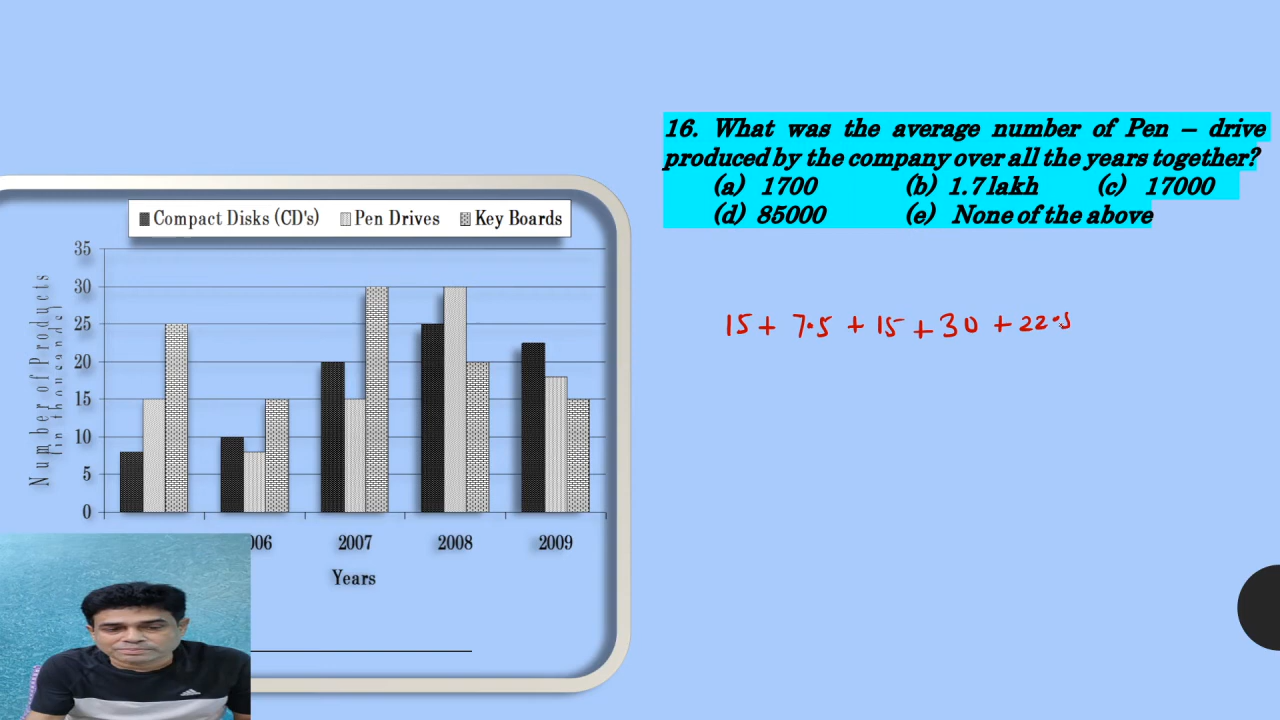 16. What was the average number of Pen – drive
produced by the company over all the years together?
(a) 1700 (b) 1.7 lakh (c) 17000
(d) 85000 (e) None of the above
Compact Disks (CD's) Pen Drives Key Boards
35
30
25
20
15
10
5
0
Number of Products
006 2007 2008 2009
Years
15 + 7.5 + 15 + 30 + 22.5